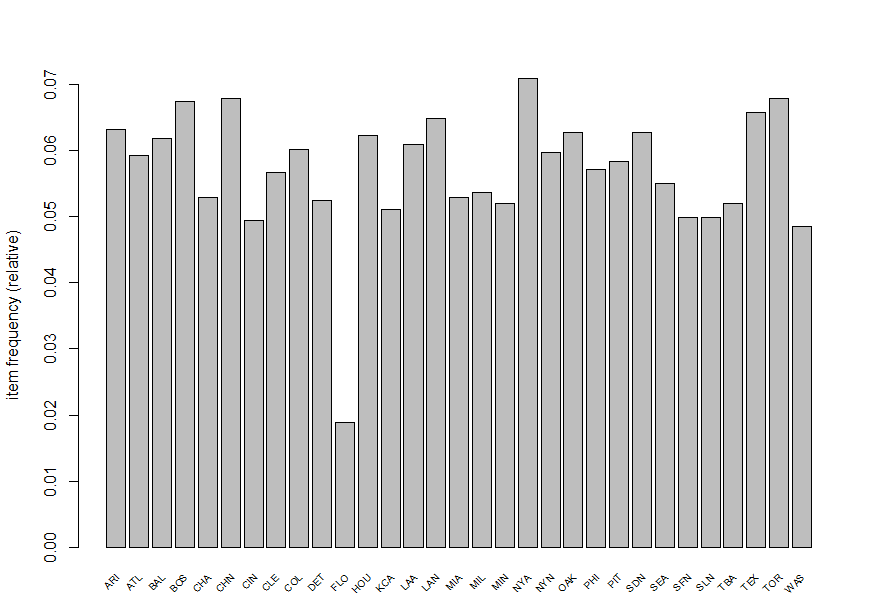 item frequency (relative)
0.07
0.06
0.05
0.04
0.03
0.02
0.01
0.00
ARI
ATL
BAL
BOS
CHA
CHN
CIN
CLE
COL
DET
FLO
HOU
KCA
LAA
LAN
MIA
MIL
MIN
NYA
NYN
OAK
PHI
PIT
SDN
SEA
SFN
SLN
TBA
TEX
TOR
WAS